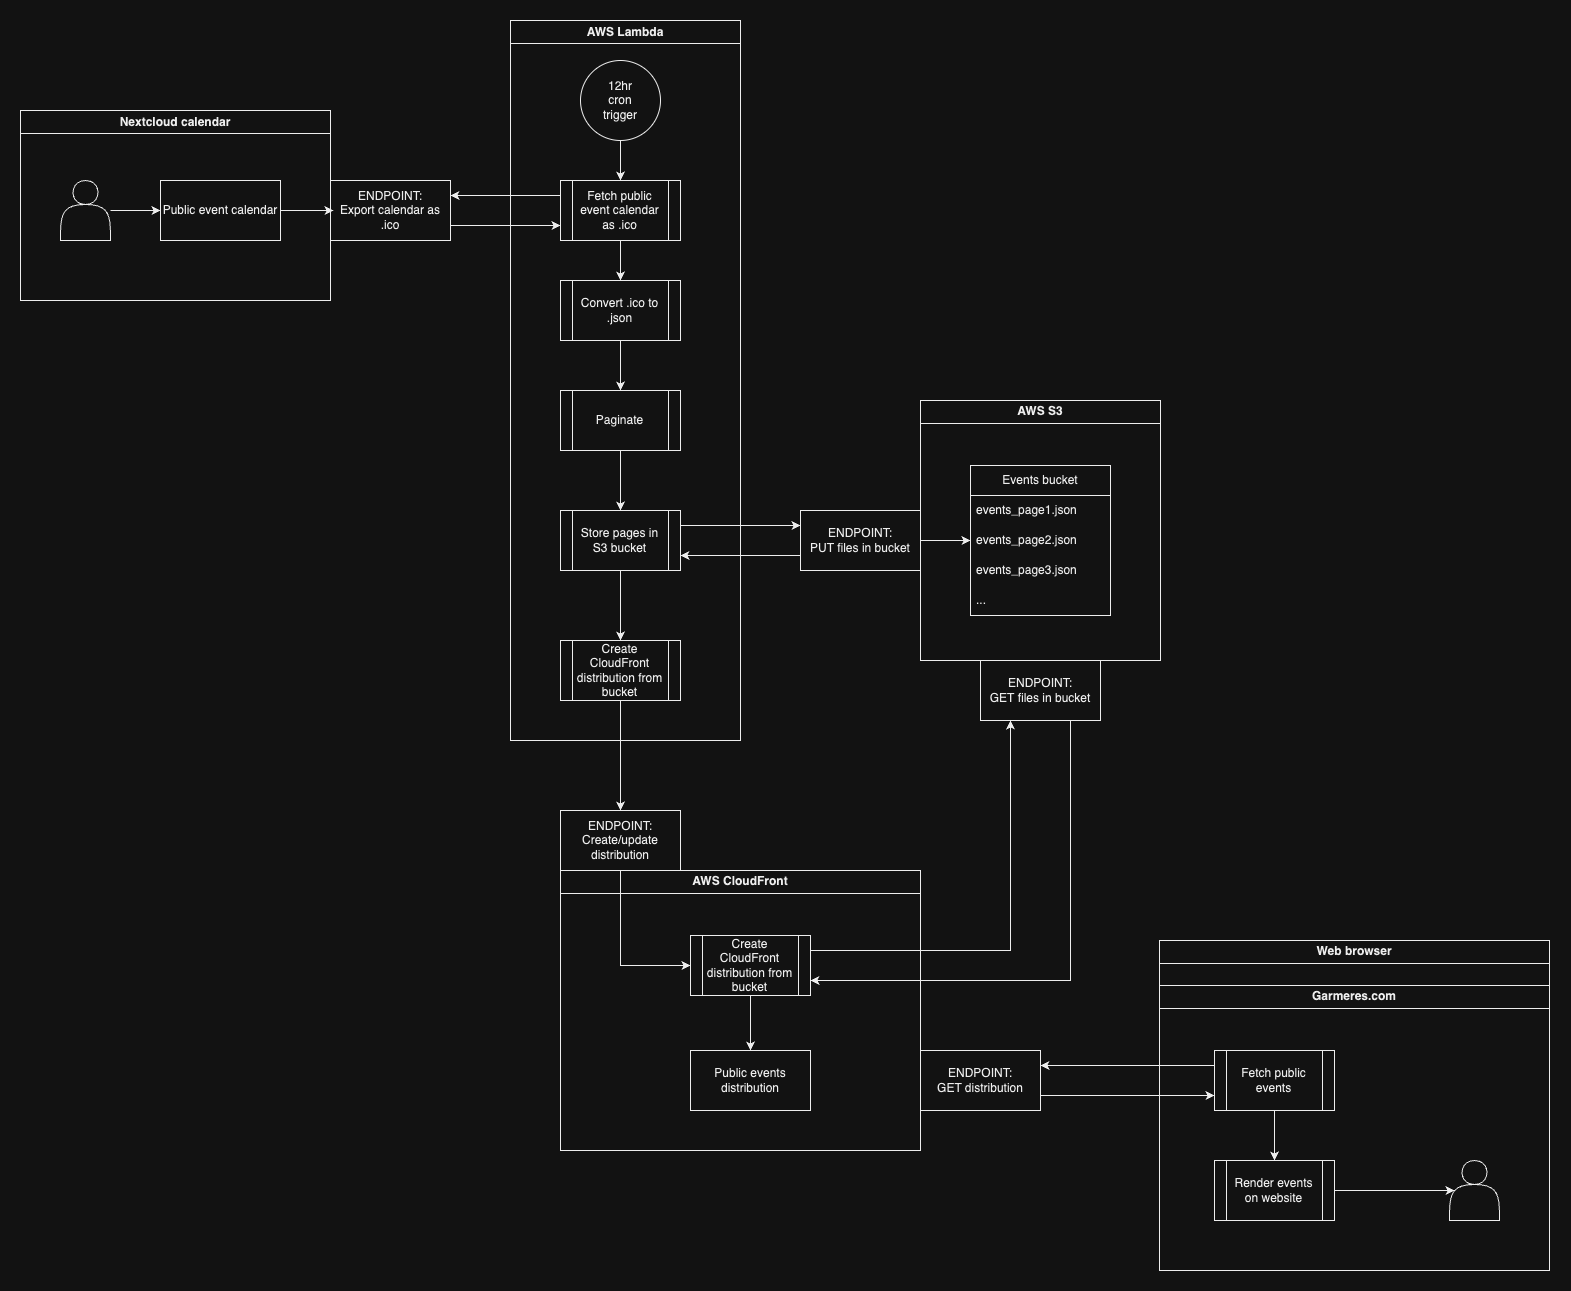 AWS Lambda
12hr
cron
trigger
Nextcloud calendar
Public event calendar
ENDPOINT:
Export calendar as
.ico
Fetch public
event calendar
as .ico
Convert .ico to
.json
Paginate
Store pages in
S3 bucket
ENDPOINT:
PUT files in bucket
AWS S3
Events bucket
events_page1.json
events_page2.json
events_page3.json
...
Create
CloudFront
distribution from
bucket
ENDPOINT:
GET files in bucket
ENDPOINT:
Create/update
distribution
AWS CloudFront
Create
CloudFront
distribution from
bucket
Public events
distribution
ENDPOINT:
GET distribution
Web browser
Garmeres.com
Fetch public
events
Render events
on website